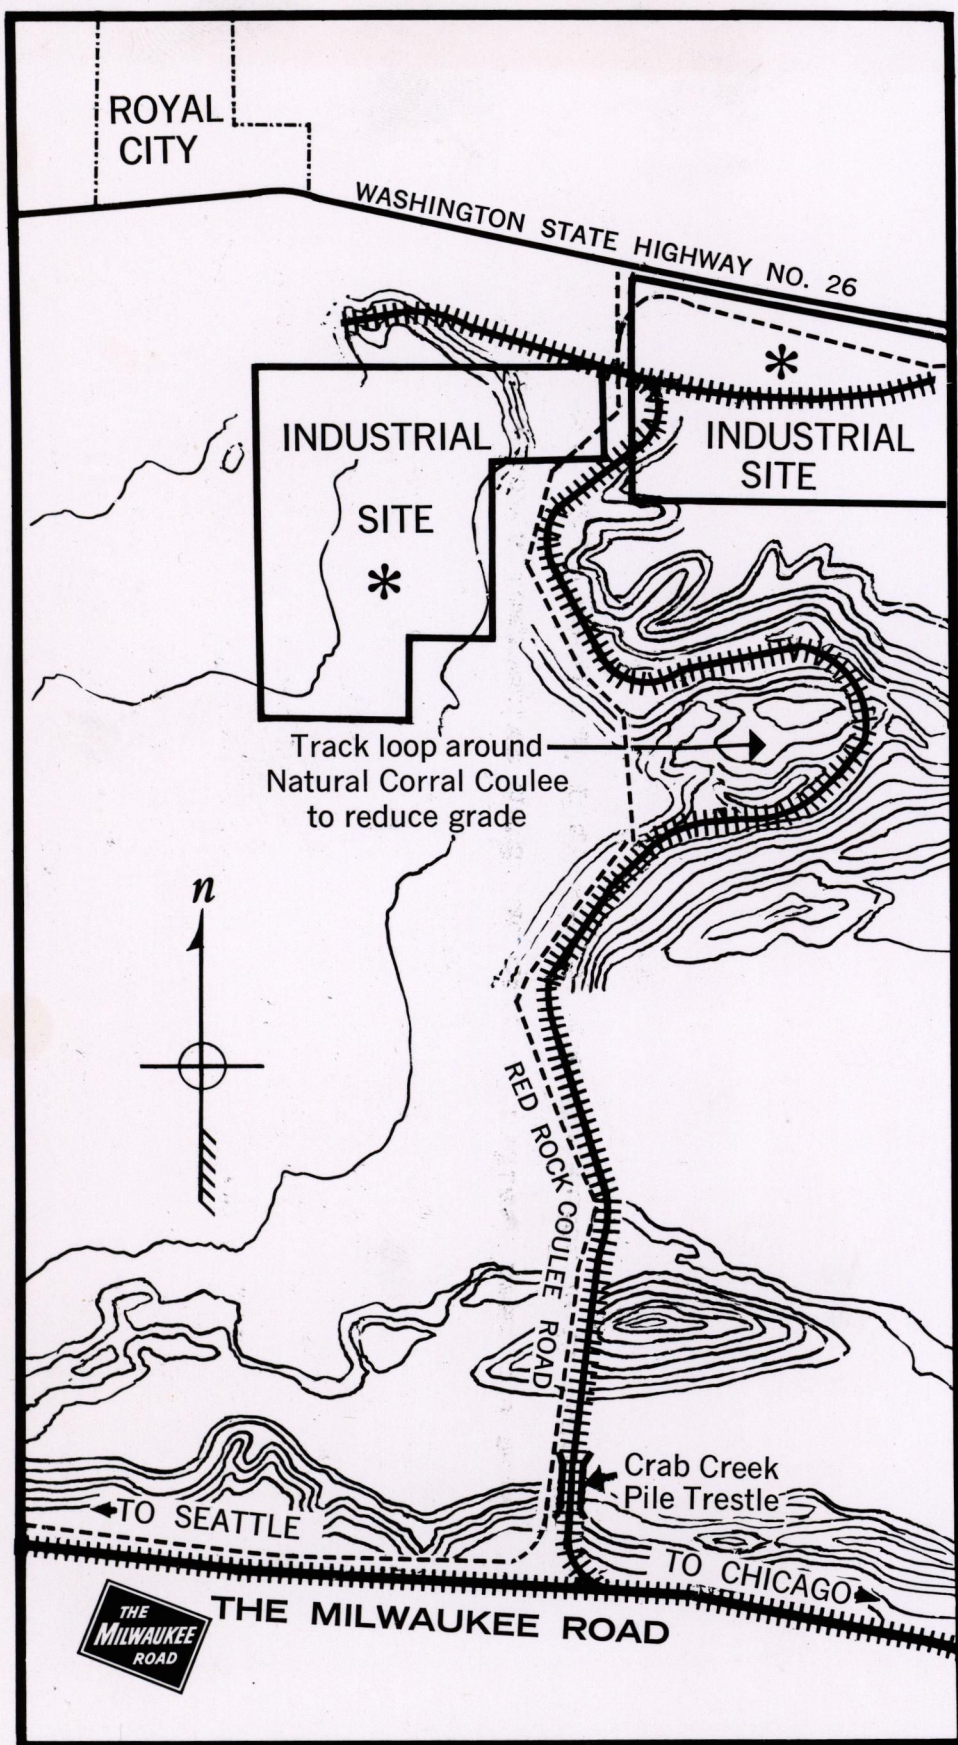 ROYAL
CITY
WASHINGTON STATE HIGHWAY NO. 26
*
INDUSTRIAL
SITE
INDUSTRIAL
SITE
*
Track loop around
Natural Corral Coulee
to reduce grade
n
RED ROCK COULEE ROAD
Crab Creek
Pile Trestle
TO SEATTLE
TO CHICAGO
THE MILWAUKEE ROAD
THE
MILWAUKEE
ROAD